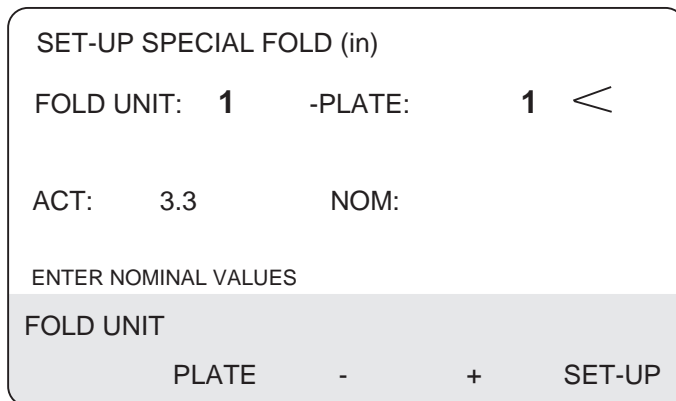 SET-UP SPECIAL FOLD (in)
FOLD UNIT: 1 -PLATE: 1 <
ACT: 3.3 NOM:
ENTER NOMINAL VALUES
FOLD UNIT
PLATE - + SET-UP